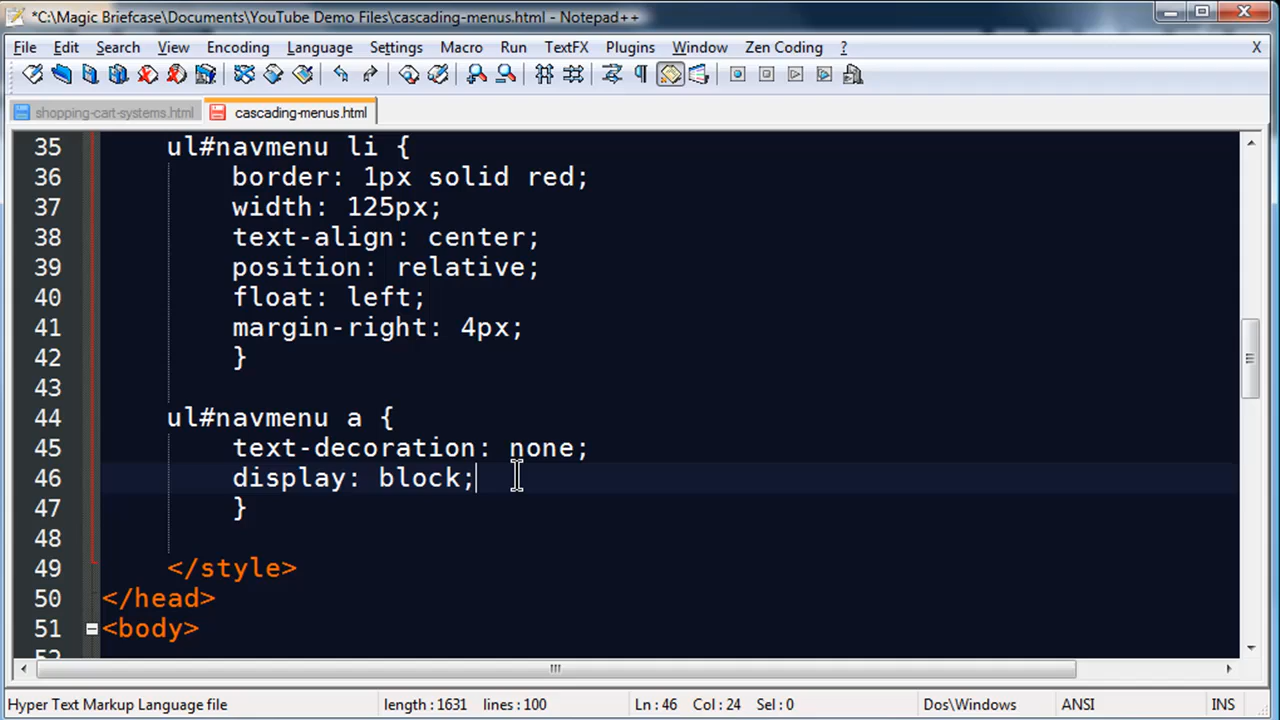 *C:\Magic Briefcase\Documents\YouTube Demo Files\cascading-menus.html - Notepad++
File Edit Search View Encoding Language Settings Macro Run TextFX Plugins Window Zen Coding ? X
shopping-cart-systems.html cascading-menus.html
35 ul#navmenu li {
36 border: 1px solid red;
37 width: 125px;
38 text-align: center;
39 position: relative;
40 float: left;
41 margin-right: 4px;
42 }
43
44 ul#navmenu a {
45 text-decoration: none;
46 display: block;
47 }
48
49 </style>
50 </head>
51 <body>
52
Hyper Text Markup Language file length : 1631 lines : 100 Ln : 46 Col : 24 Sel : 0 Dos\Windows ANSI INS